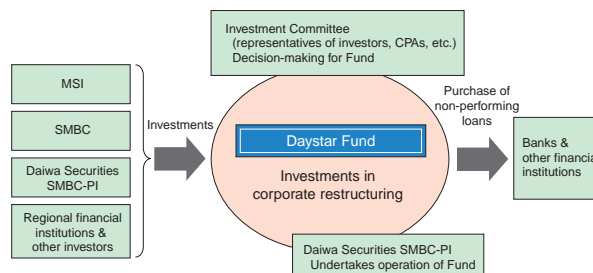 Investment Committee
(representatives of investors, CPAs, etc.)
Decision-making for Fund
MSI
SMBC
Daiwa Securities
SMBC-PI
Regional financial
institutions &
other investors
Investments
Daystar Fund
Investments in
corporate restructuring
Purchase of
non-performing
loans
Banks &
other financial
institutions
Daiwa Securities SMBC-PI
Undertakes operation of Fund